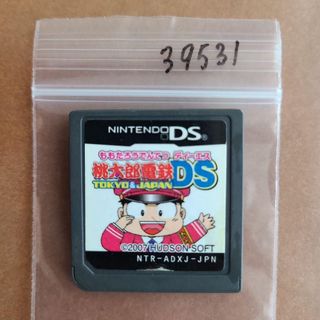 39531
NINTENDO DS
ももたろうでんてつ ディーエス
桃太郎電鉄DS
TOKYO&JAPAN
©2007 HUDSON SOFT
NTR-ADXJ-JPN